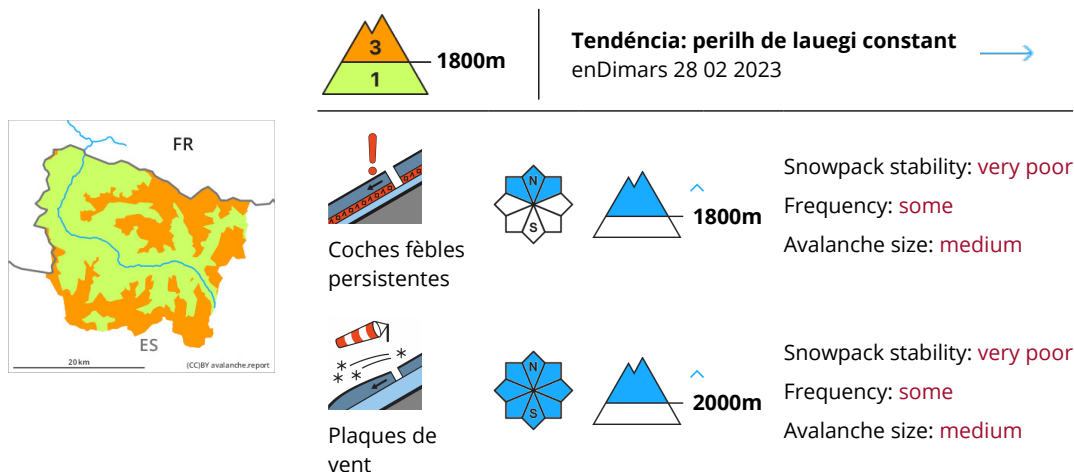 3
1
1800m
Tendéncia: perilh de lauegi constant
enDimars 28 02 2023
FR
ES
20 km
(CC)BY avalanche.report
Coches fèbles
persistentes
N
S
1800m
Snowpack stability: very poor
Frequency: some
Avalanche size: medium
Plaques de
vent
N
S
2000m
Snowpack stability: very poor
Frequency: some
Avalanche size: medium